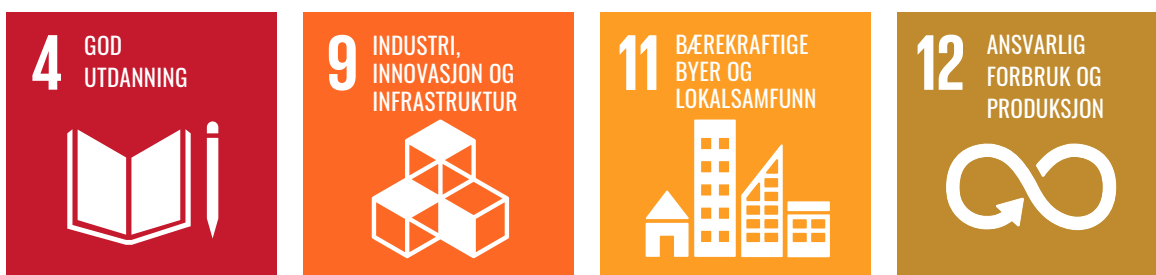 4
GOD
UTDANNING
9
INDUSTRI,
INNOVASJON OG
INFRASTRUKTUR
11
BÆREKRAFTIGE
BYER OG
LOKALSAMFUNN
12
ANSVARLIG
FORBRUK OG
PRODUKSJON